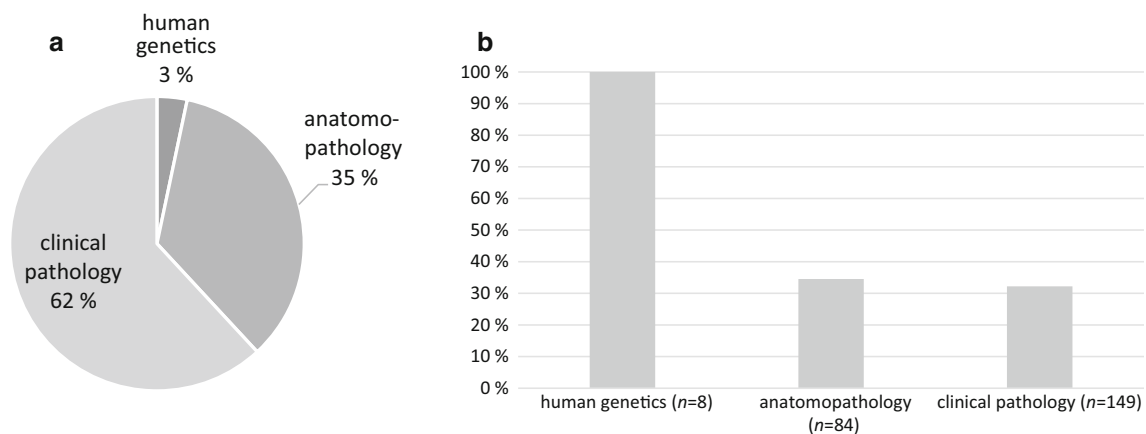 a
human
genetics
3 %
anatomo-
pathology
35 %
clinical
pathology
62 %
b
100 %
90 %
80 %
70 %
60 %
50 %
40 %
30 %
20 %
10 %
0 %
human genetics (n=8)
anatomopathology
(n=84)
clinical pathology (n=149)